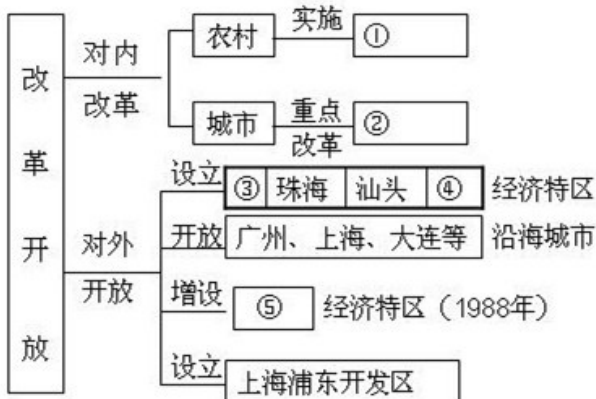 改革开放
对内
改革
农村
实施
①
城市
重点
改革
②
对外
开放
设立
③ 珠海 汕头 ④ 经济特区
开放 广州、上海、大连等 沿海城市
增设 ⑤ 经济特区（1988年）
设立 上海浦东开发区